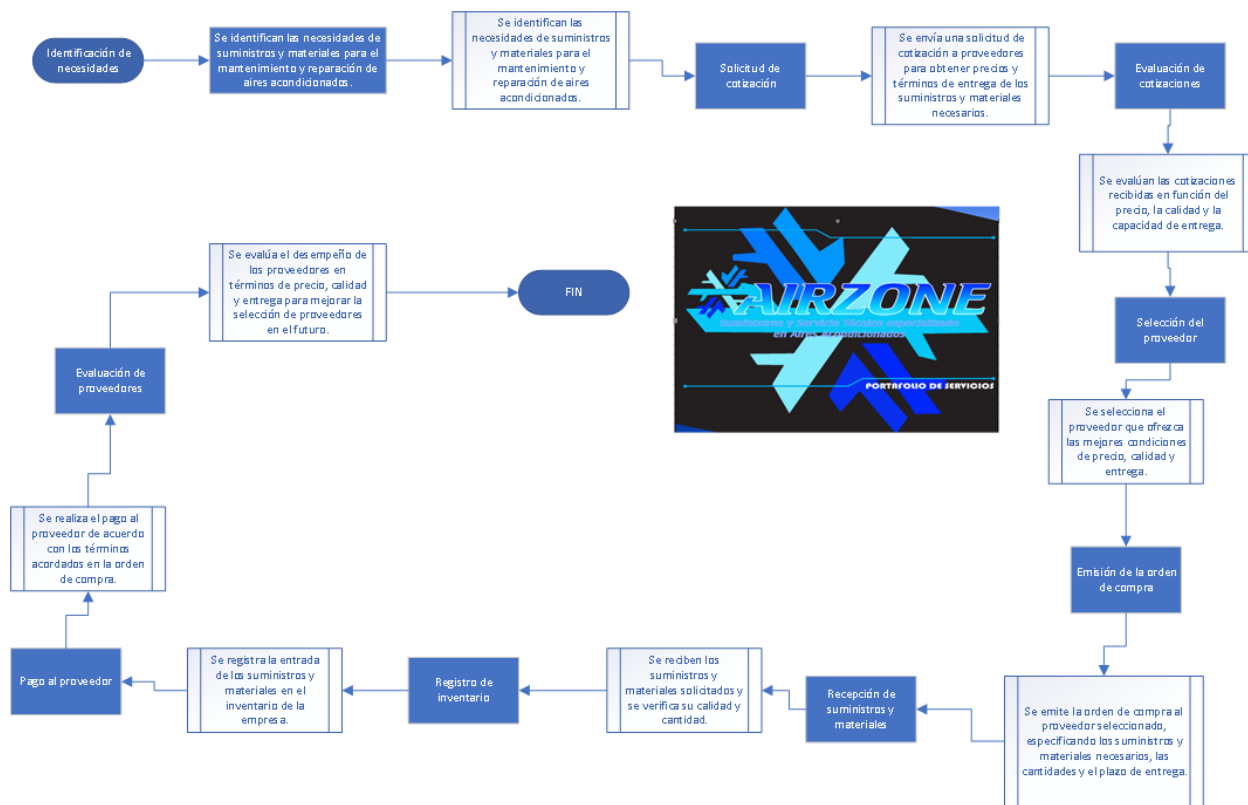 Identificación de
necesidades
Se identifican las necesidades de
suministros y materiales para el
mantenimiento y reparación de
aires acondicionados.
Se identifican las
necesidades de suministros
y materiales para el
mantenimiento y
reparación de aires
acondicionados.
Solicitud de
cotización
Se envía una solicitud de
cotización a proveedores
para obtener precios y
términos de entrega de los
suministros y materiales
necesarios.
Evaluación de
cotizaciones
Se evalúan las cotizaciones
recibidas en función del
precio, la calidad y la
capacidad de entrega.
Selección del
proveedor
Se selecciona el
proveedor que ofrezca
las mejores condiciones
de precio, calidad y
entrega.
Emisión de la orden
de compra
Se emite la orden de compra al
proveedor seleccionado,
especificando los suministros y
materiales necesarios, las
cantidades y el plazo de entrega.
Recepción de
suministros y
materiales
Se reciben los
suministros y
materiales solicitados y
se verifica su calidad y
cantidad.
Registro de
inventario
Se registra la entrada
de los suministros y
materiales en el
inventario de la
empresa.
Pago al proveedor
Se realiza el pago al
proveedor de acuerdo
con los términos
acordados en la orden
de compra.
Evaluación de
proveedores
Se evalúa el desempeño de
los proveedores en
términos de precio, calidad
y entrega para mejorar la
selección de proveedores
en el futuro.
FIN
AIRZONE
Suministros y Servicio Técnico especializado
en Aires Acondicionados
PORTAFOLIO DE SERVICIOS